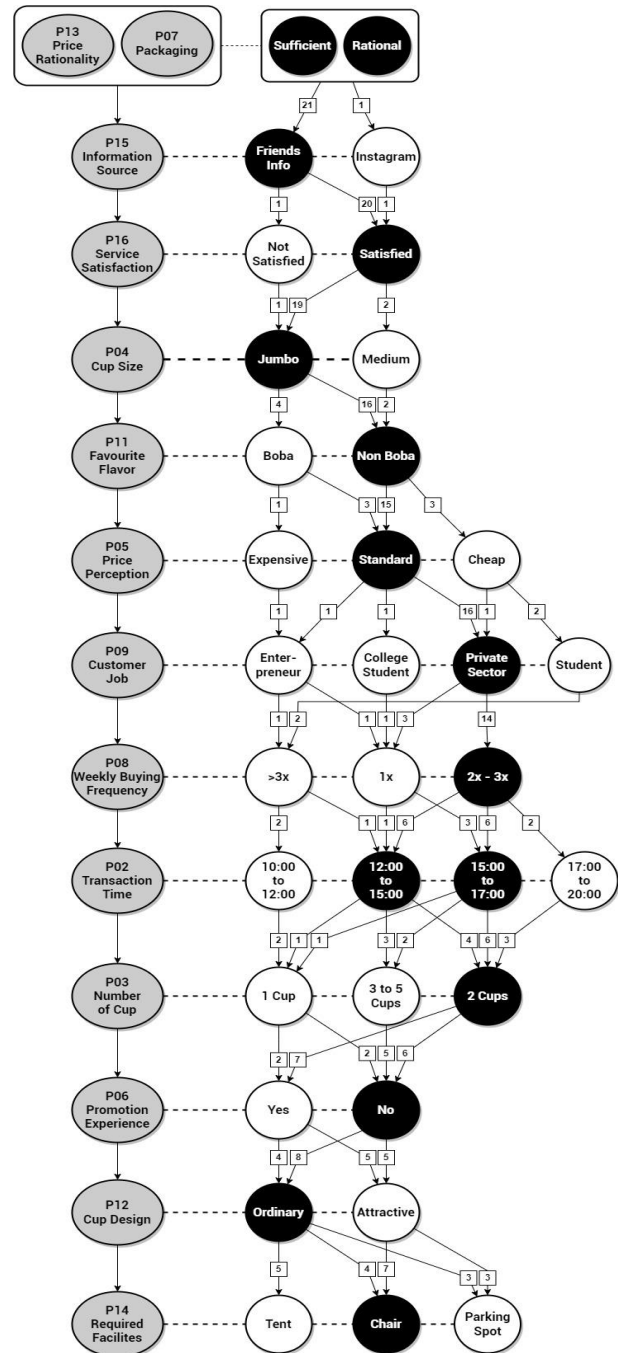 P13
Price
Rationality
P07
Packaging
Sufficient
Rational
21
1
P15
Information
Source
Friends
Info
Instagram
1
20
1
P16
Service
Satisfaction
Not
Satisfied
Satisfied
1
19
2
P04
Cup Size
Jumbo
Medium
4
16
2
P11
Favourite
Flavor
Boba
Non Boba
1
3
15
3
P05
Price
Perception
Expensive
Standard
Cheap
1
1
1
16
1
2
P09
Customer
Job
Enter-
preneur
College
Student
Private
Sector
Student
1
2
1
1
3
14
P08
Weekly Buying
Frequency
>3x
1x
2x - 3x
2
1
1
6
3
6
2
P02
Transaction
Time
10:00
to
12:00
12:00
to
15:00
15:00
to
17:00
17:00
to
20:00
2
1
1
3
2
4
6
3
P03
Number
of Cup
1 Cup
3 to 5
Cups
2 Cups
2
7
2
5
6
P06
Promotion
Experience
Yes
No
4
8
5
5
P12
Cup Design
Ordinary
Attractive
5
4
7
3
3
P14
Required
Facilites
Tent
Chair
Parking
Spot